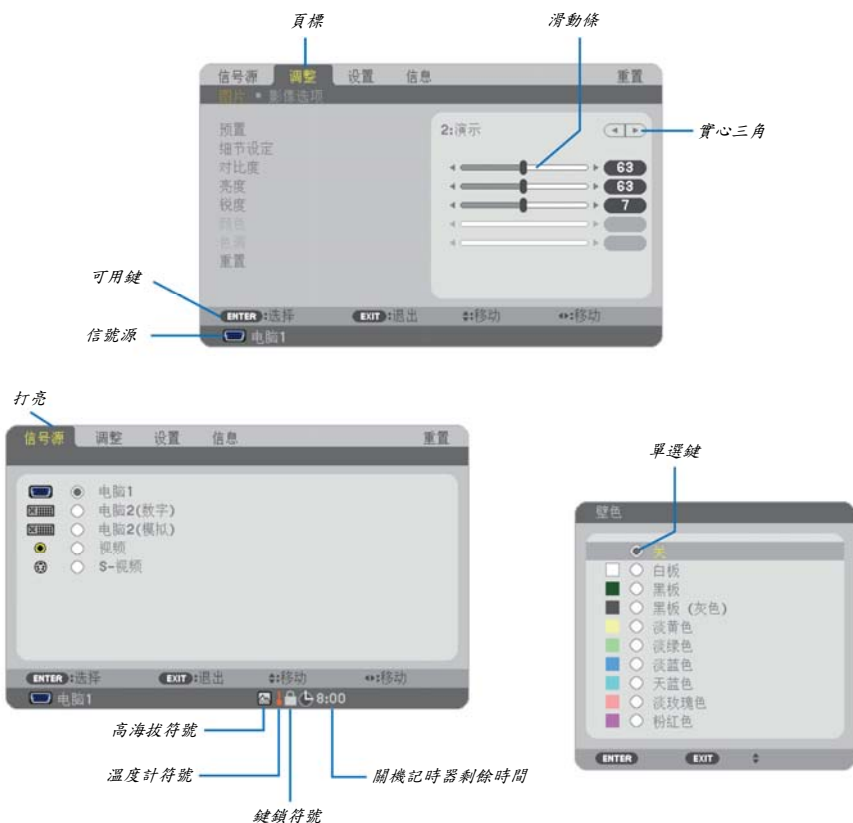 頁標
滑動條
信号源 调整 设置 信息 重置
图片 • 影像选项
预置 2:演示
實心三角
细节设定
对比度 63
亮度 63
锐度 7
颜色
色调
重置
可用鍵
ENTER:选择 EXIT:退出 :移动 :移动
信號源
电脑1
打亮
信号源 调整 设置 信息 重置
电脑1
电脑2(数字)
电脑2(模拟)
视频
S-视频
ENTER:选择 EXIT:退出 :移动 :移动
电脑1 8:00
高海拔符號
溫度計符號
關機記時器剩餘時間
鍵鎖符號
單選鍵
壁色
关
白板
黑板
黑板 (灰色)
淡黄色
淡绿色
淡蓝色
天蓝色
淡玫瑰色
粉红色
ENTER EXIT